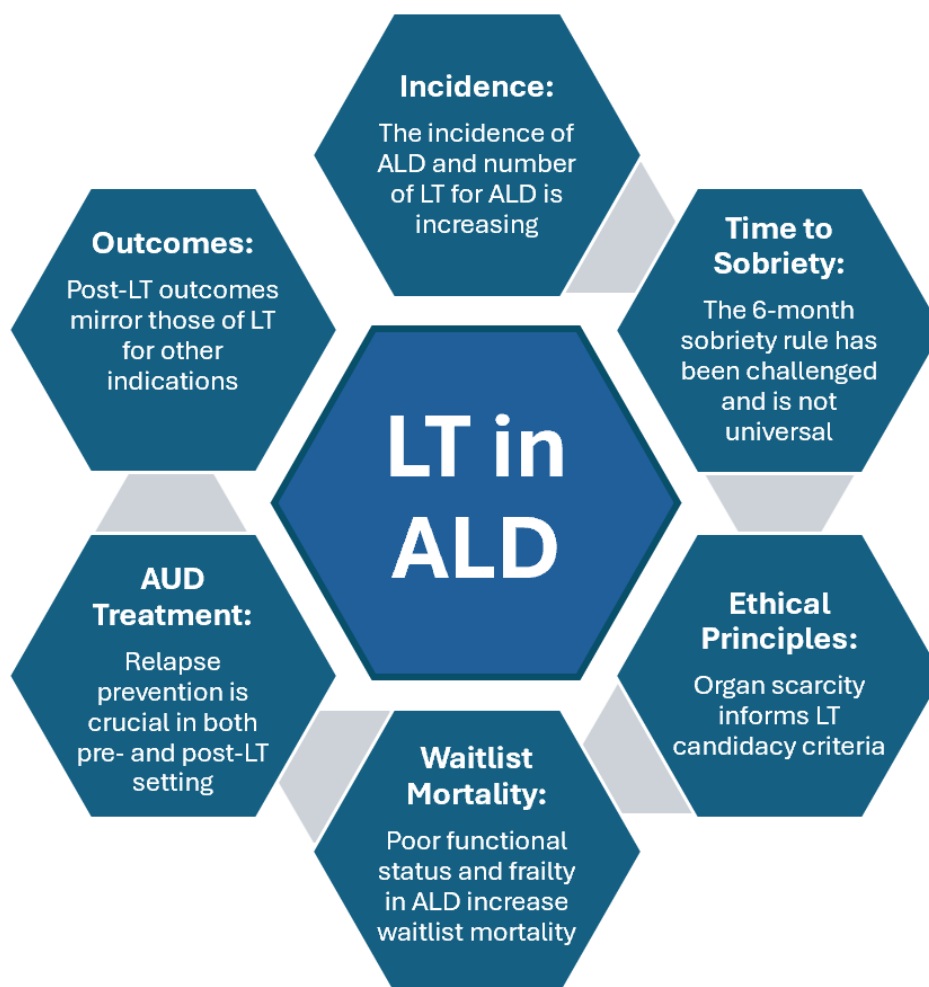 Incidence:
The incidence of
ALD and number
of LT for ALD is
increasing
Time to
Sobriety:
The 6-month
sobriety rule has
been challenged
and is not
universal
Ethical
Principles:
Organ scarcity
informs LT
candidacy criteria
Waitlist
Mortality:
Poor functional
status and frailty
in ALD increase
waitlist mortality
AUD
Treatment:
Relapse
prevention is
crucial in both
pre- and post-LT
setting
Outcomes:
Post-LT outcomes
mirror those of LT
for other
indications
LT in
ALD